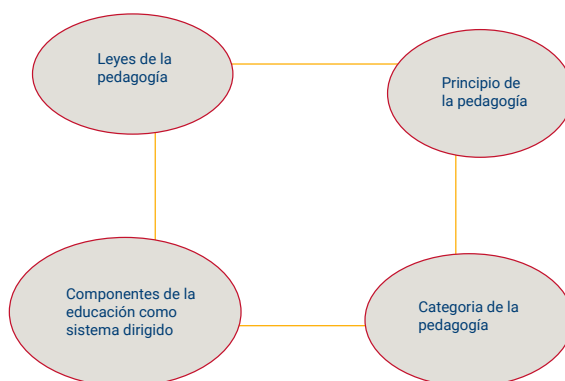 Leyes de la
pedagogía
Principio de
la pedagogía
Componentes de la
educación como
sistema dirigido
Categoria de la
pedagogía